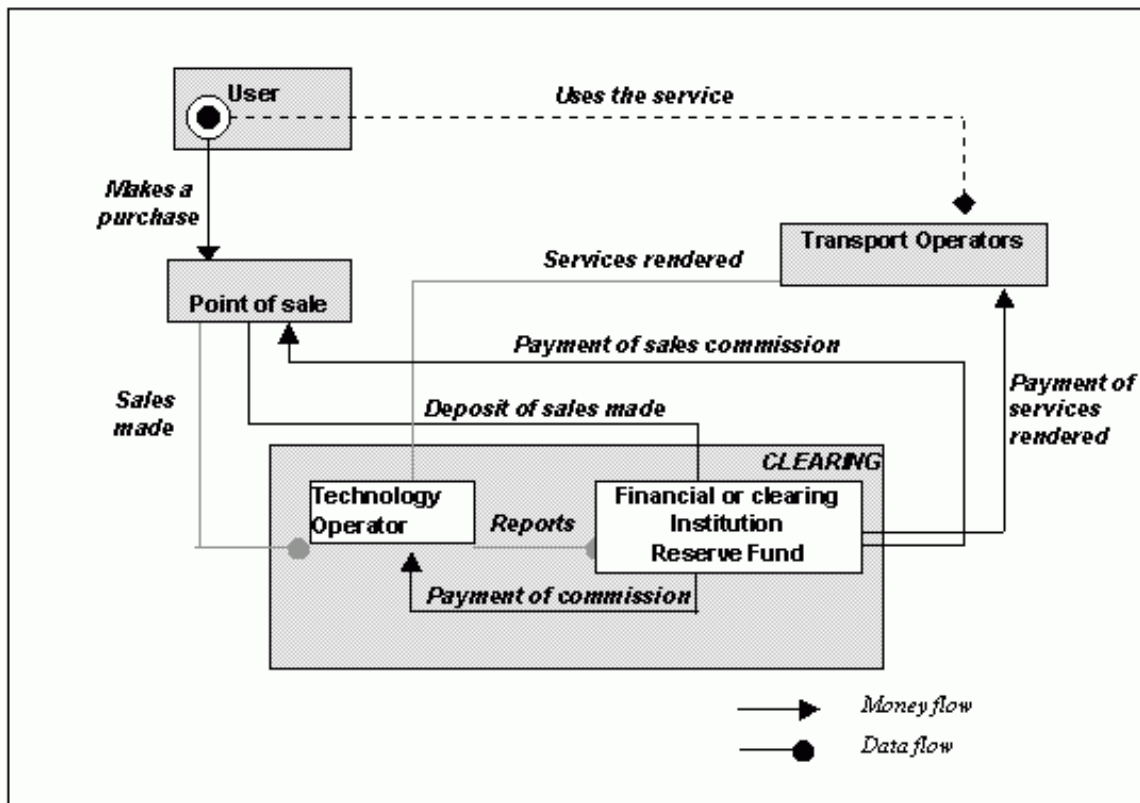 User
Uses the service
Makes a
purchase
Transport Operators
Services rendered
Point of sale
Payment of sales commission
Payment of
services
rendered
Sales
made
Deposit of sales made
CLEARING
Technology
Operator
Reports
Financial or clearing
Institution
Reserve Fund
Payment of commission
Money flow
Data flow